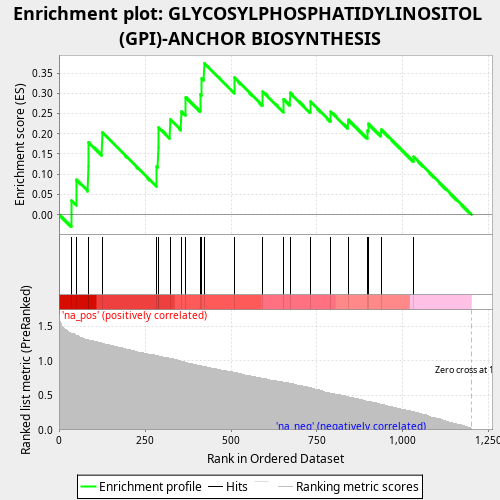 Enrichment plot: GLYCOSYLPHOSPHATIDYLINOSITOL
(GPI)-ANCHOR BIOSYNTHESIS
Enrichment score (ES)
0.35
0.30
0.25
0.20
0.15
0.10
0.05
0.00
'na_pos' (positively correlated)
Ranked list metric (PreRanked)
1.5
1.0
0.5
0.0
Zero cross at 1
'na_neg' (negatively correlated)
0
250
500
750
1,000
1,250
Rank in Ordered Dataset
Enrichment profile
Hits
Ranking metric scores